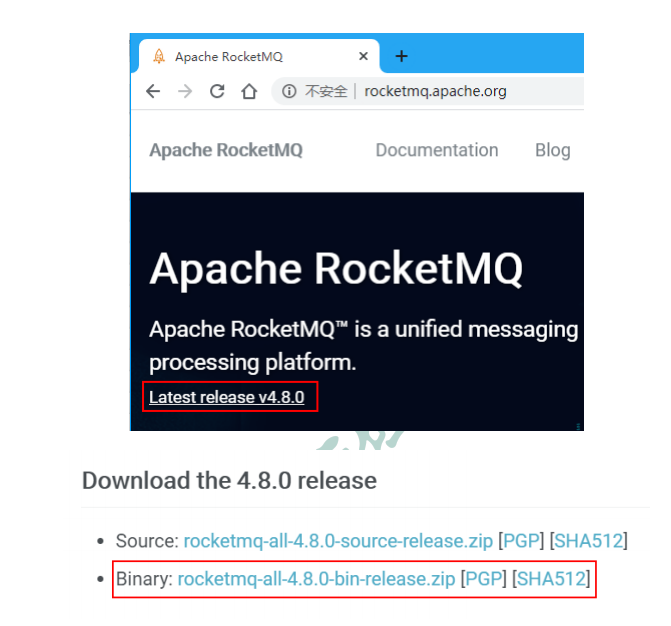 Apache RocketMQ
不安全 rocketmq.apache.org
Apache RocketMQ Documentation Blog
Apache RocketMQ
Apache RocketMQ™ is a unified messaging
processing platform.
Latest release v4.8.0
Download the 4.8.0 release
Source: rocketmq-all-4.8.0-source-release.zip [PGP] [SHA512]
Binary: rocketmq-all-4.8.0-bin-release.zip [PGP] [SHA512]